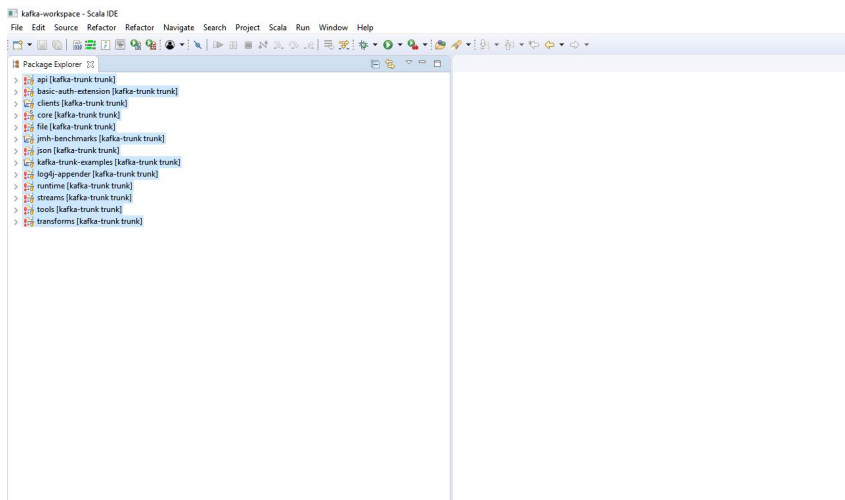 kafka-workspace - Scala IDE
File Edit Source Refactor Refactor Navigate Search Project Scala Run Window Help
Package Explorer
api [kafka-trunk trunk]
basic-auth-extension [kafka-trunk trunk]
clients [kafka-trunk trunk]
core [kafka-trunk trunk]
file [kafka-trunk trunk]
jmh-benchmarks [kafka-trunk trunk]
json [kafka-trunk trunk]
kafka-trunk-examples [kafka-trunk trunk]
log4j-appender [kafka-trunk trunk]
runtime [kafka-trunk trunk]
streams [kafka-trunk trunk]
tools [kafka-trunk trunk]
transforms [kafka-trunk trunk]